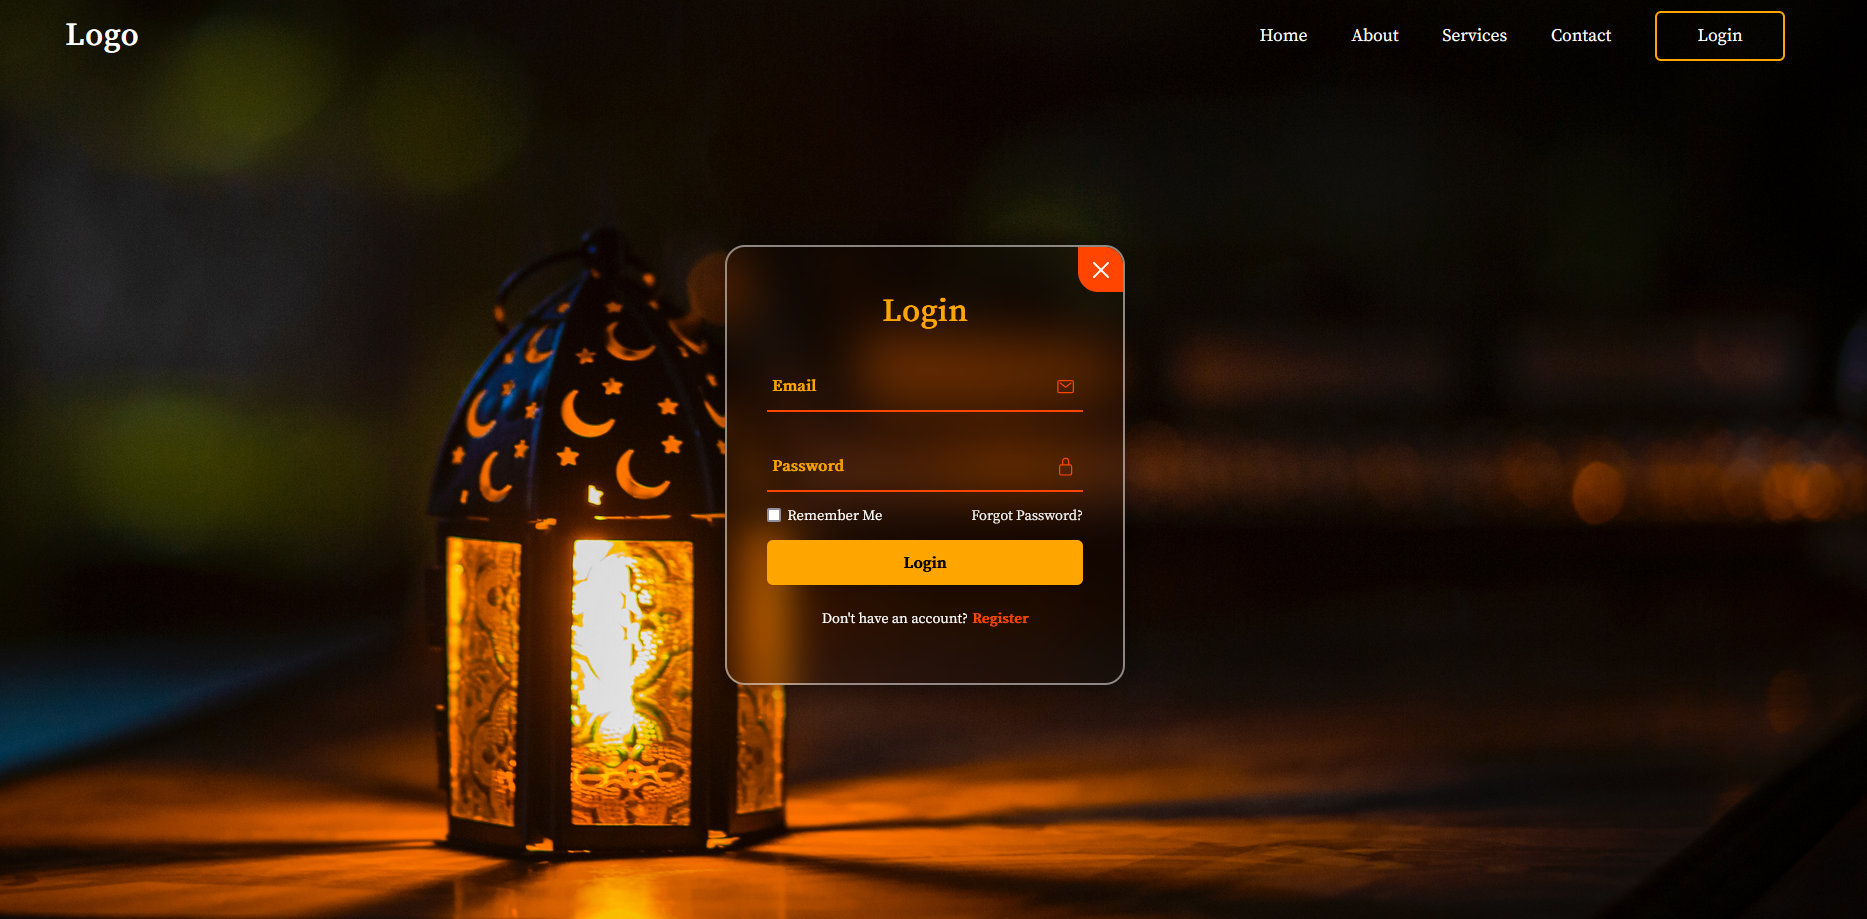 Logo
Home About Services Contact Login
Login
Email
Password
Remember Me Forgot Password?
Login
Don't have an account? Register